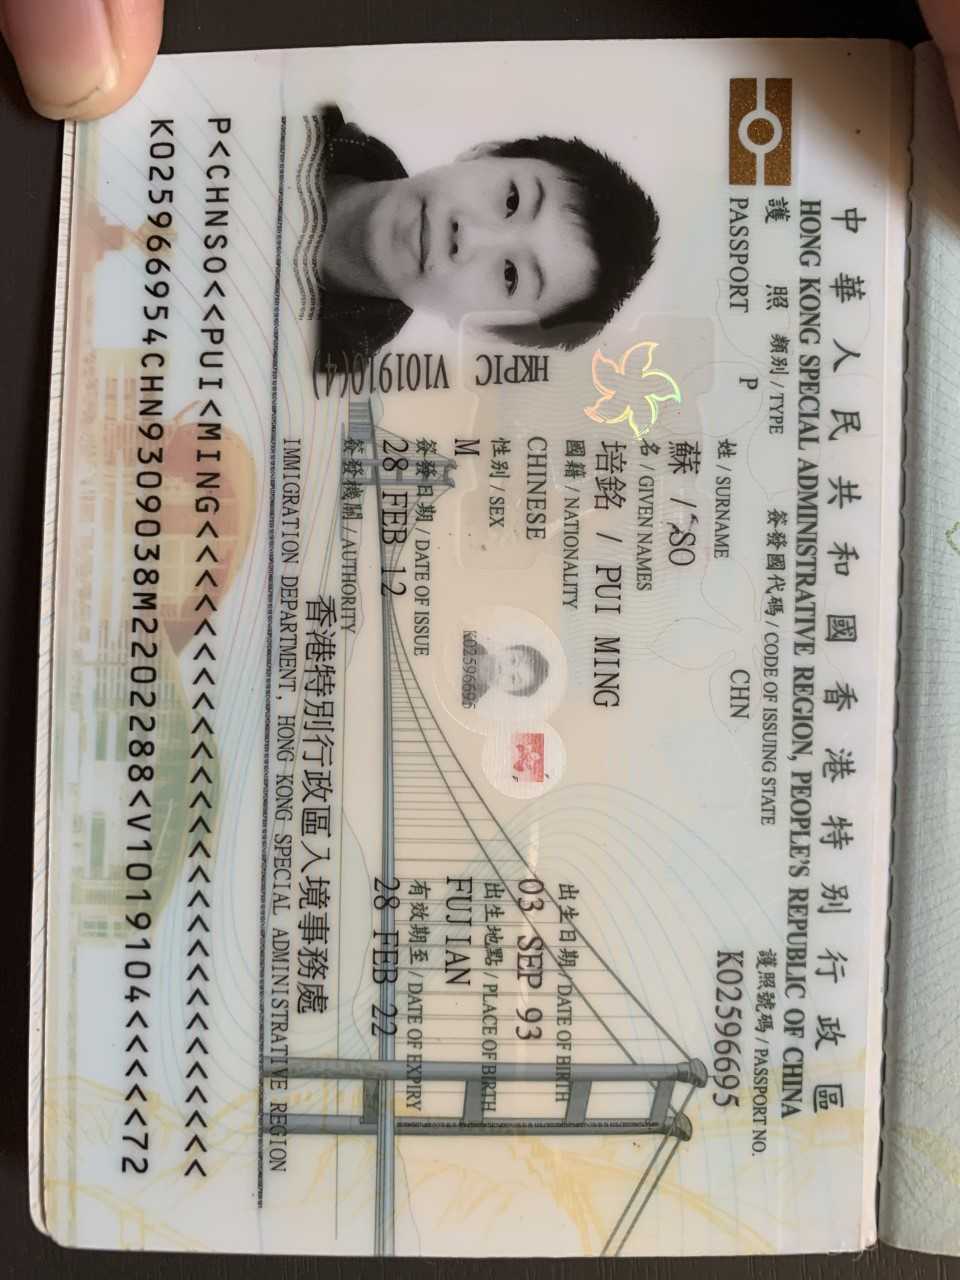 中華人民共和國香港特別行政區
HONG KONG SPECIAL ADMINISTRATIVE REGION, PEOPLE'S REPUBLIC OF CHINA
護照 類別 / TYPE 簽發國代碼 / CODE OF ISSUING STATE 護照號碼 / PASSPORT NO.
PASSPORT P CHN K02596695
姓 / SURNAME
蘇 / SO
名 / GIVEN NAMES
培銘 / PUI MING
國籍 / NATIONALITY 出生日期 / DATE OF BIRTH
CHINESE 03 SEP 93
性別 / SEX 出生地點 / PLACE OF BIRTH
M FUJIAN
簽發日期 / DATE OF ISSUE 有效期至 / DATE OF EXPIRY
28 FEB 12 28 FEB 22
簽發機關 / AUTHORITY
香港特別行政區入境事務處
IMMIGRATION DEPARTMENT, HONG KONG SPECIAL ADMINISTRATIVE REGION
HKPIC V101910(4)
K02596695
P<CHNSO<<PUI<MING<<<<<<<<<<<<<<<<<<<<<<<<<<<
K025966954CHN9309038M2202288<V1019104<<<<<72